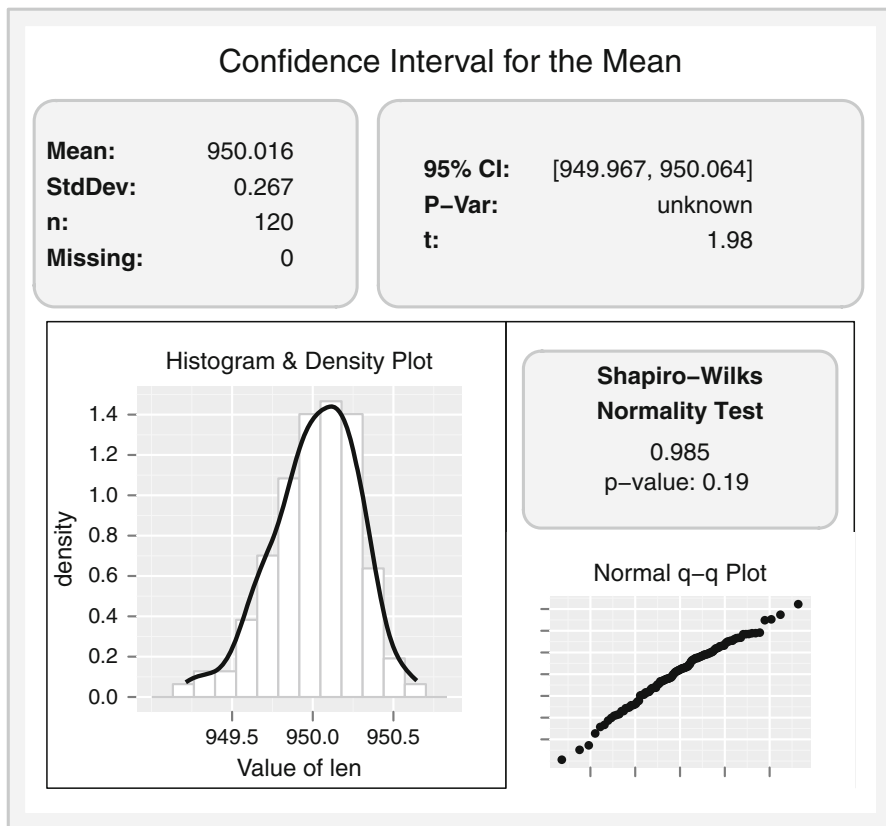 Confidence Interval for the Mean
Mean: 950.016
StdDev: 0.267
n: 120
Missing: 0
95% CI: [949.967, 950.064]
P−Var: unknown
t: 1.98
Histogram & Density Plot
density
1.4
1.2
1.0
0.8
0.6
0.4
0.2
0.0
949.5 950.0 950.5
Value of len
Shapiro−Wilks
Normality Test
0.985
p−value: 0.19
Normal q−q Plot